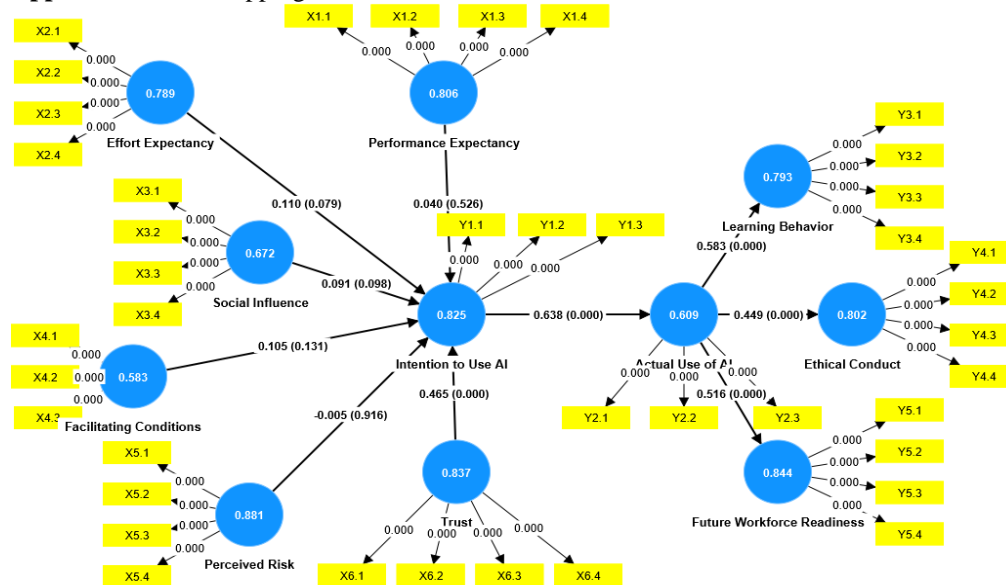 X1.1
X1.2
X1.3
X1.4
0.000
0.000
0.000
0.000
0.806
Performance Expectancy
0.040 (0.526)
X2.1
X2.2
X2.3
X2.4
0.000
0.000
0.000
0.000
0.789
Effort Expectancy
0.110 (0.079)
X3.1
X3.2
X3.3
X3.4
0.000
0.000
0.000
0.000
0.672
Social Influence
0.091 (0.098)
X4.1
X4.2
0.000
0.000
0.000
0.583
Facilitating Conditions
0.105 (0.131)
X5.1
X5.2
X5.3
X5.4
0.000
0.000
0.000
0.000
0.881
Perceived Risk
-0.005 (0.916)
X6.1
X6.2
X6.3
X6.4
0.000
0.000
0.000
0.000
0.837
Trust
0.465 (0.000)
Y1.1
Y1.2
Y1.3
0.000
0.000
0.000
0.825
Intention to Use AI
0.638 (0.000)
0.609
Actual Use of AI
0.000
0.000
0.000
Y2.1
Y2.2
Y2.3
0.583 (0.000)
0.449 (0.000)
0.516 (0.000)
0.793
Learning Behavior
0.000
0.000
0.000
0.000
Y3.1
Y3.2
Y3.3
Y3.4
0.802
Ethical Conduct
0.000
0.000
0.000
0.000
Y4.1
Y4.2
Y4.3
Y4.4
0.844
Future Workforce Readiness
0.000
0.000
0.000
0.000
Y5.1
Y5.2
Y5.3
Y5.4